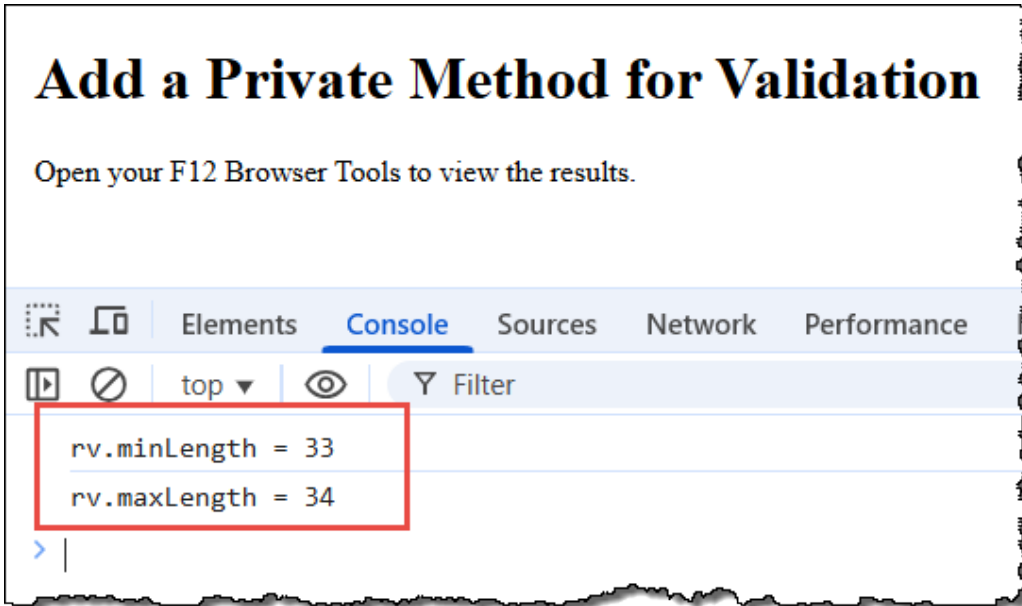 Add a Private Method for Validation
Open your F12 Browser Tools to view the results.
Elements Console Sources Network Performance
top ▼ Filter
rv.minLength = 33
rv.maxLength = 34
>